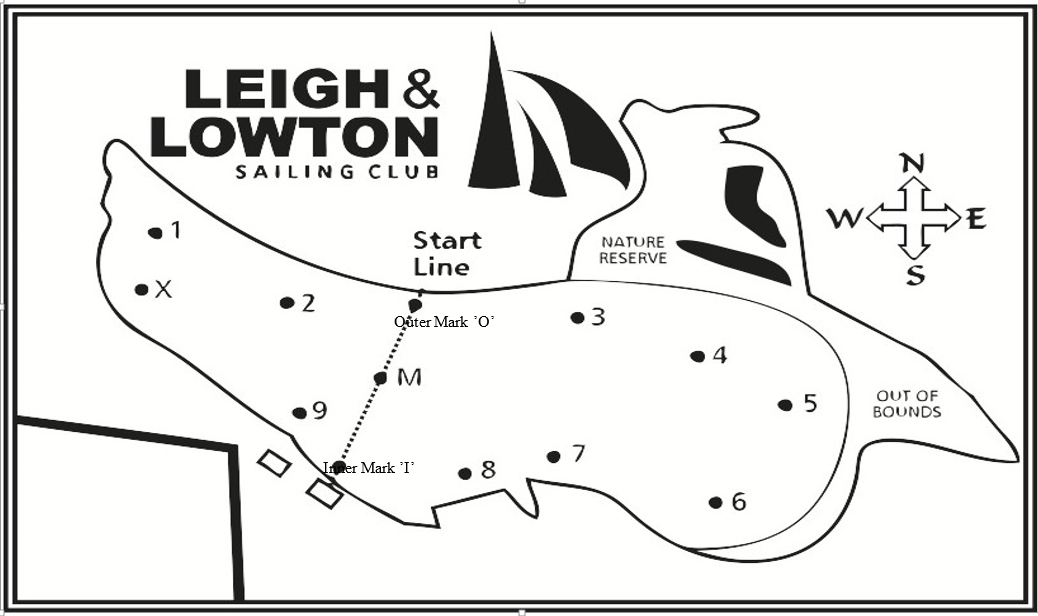 LEIGH &
LOWTON
SAILING CLUB
N
W E
S
NATURE
RESERVE
1
Start
Line
X
2
Outer Mark 'O'
3
4
M
5
OUT OF
BOUNDS
9
7
Inner Mark 'I'
8
6